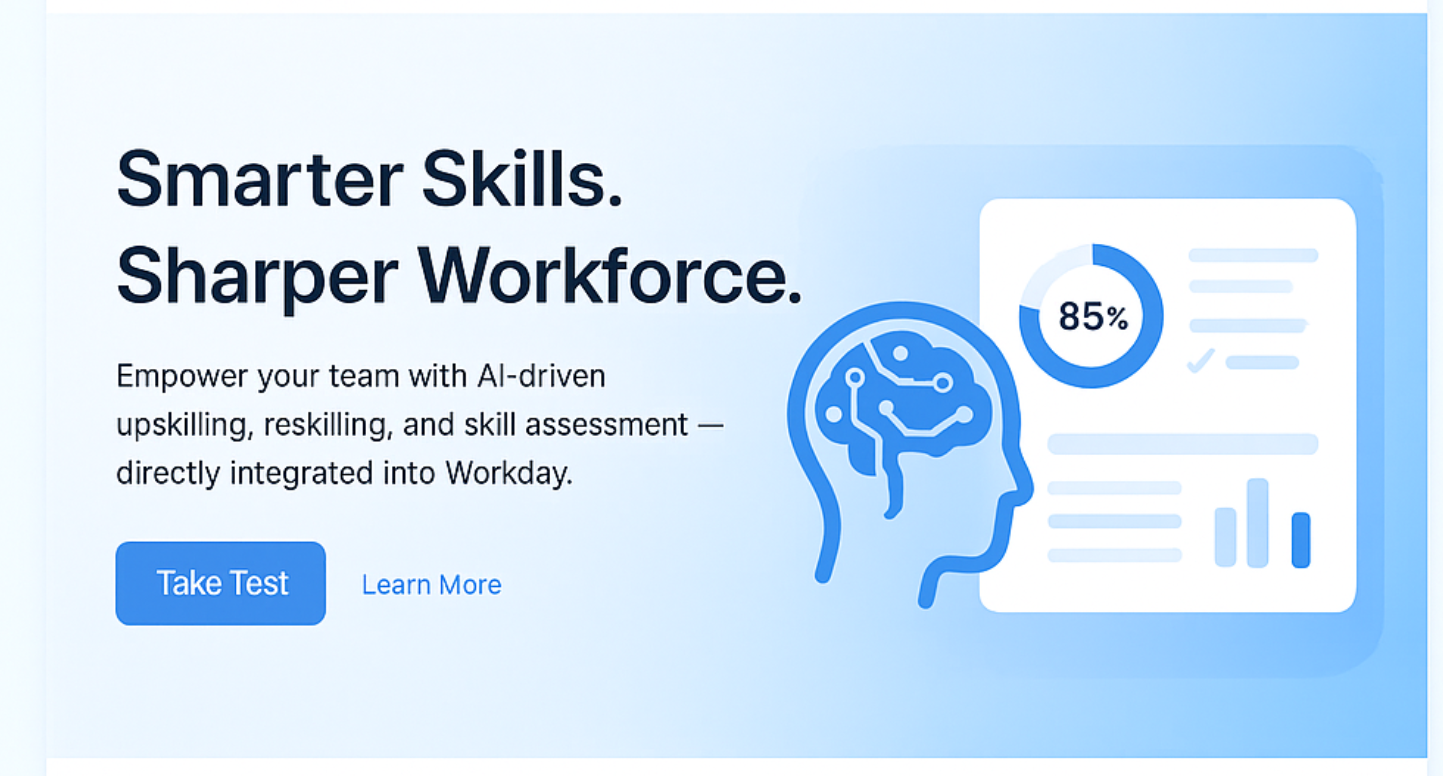 Smarter Skills.
Sharper Workforce.
Empower your team with AI-driven
upskilling, reskilling, and skill assessment —
directly integrated into Workday.
Take Test
Learn More
85%